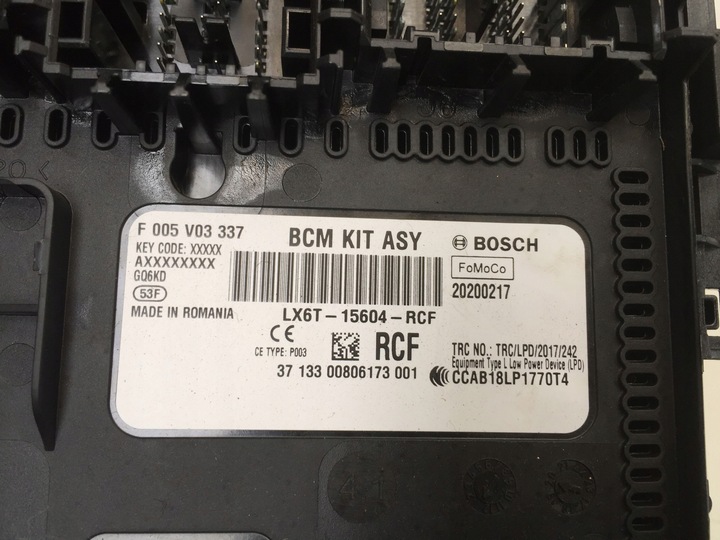 F 005 V03 337
BCM KIT ASY
BOSCH
KEY CODE: XXXXX
AXXXXXXXX
GQ6KD
53F
MADE IN ROMANIA
FoMoCo
20200217
LX6T-15604-RCF
CE
CE TYPE: P003
RCF
37 133 00806173 001
TRC NO.: TRC/LPD/2017/242
Equipment Type L Low Power Device (LPD)
CCAB18LP1770T4